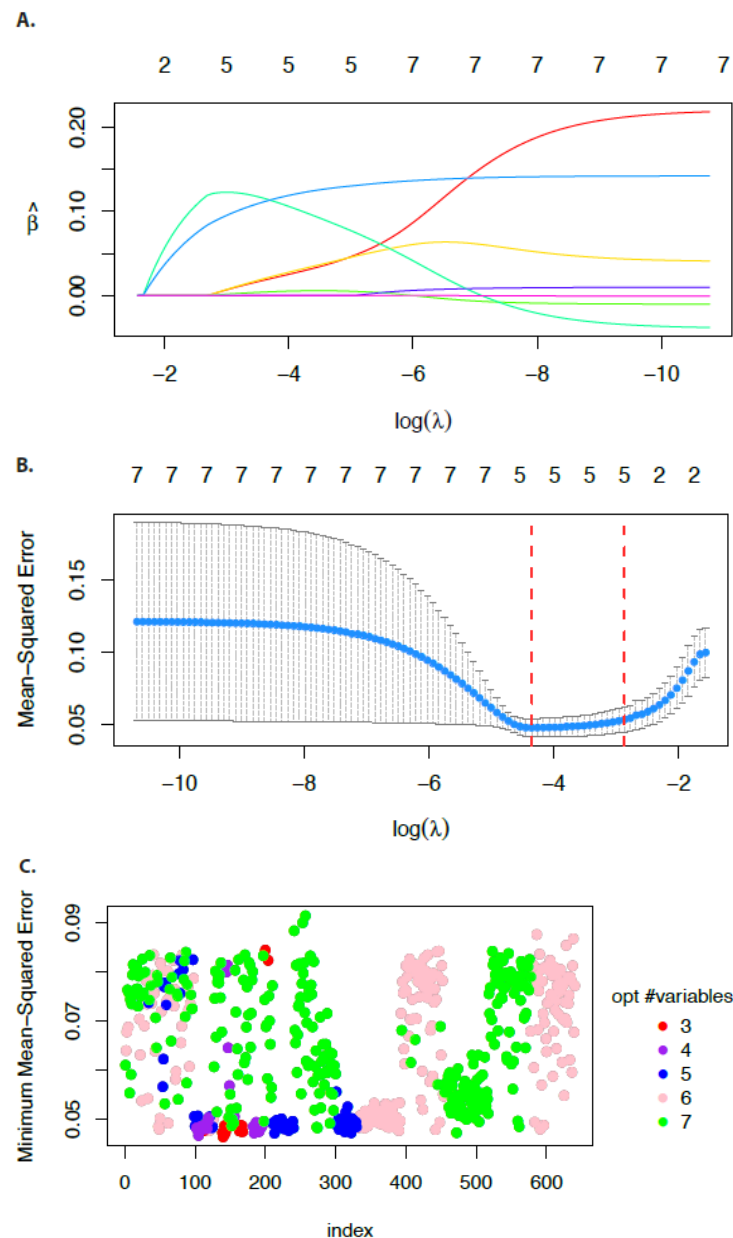 A.
2 5 5 5 7 7 7 7 7 7
0.20
0.10
0.00
β̂
−2 −4 −6 −8 −10
log(λ)
B.
7 7 7 7 7 7 7 7 7 7 7 5 5 5 5 2 2
Mean−Squared Error
0.15
0.10
0.05
−10 −8 −6 −4 −2
log(λ)
C.
Minimum Mean−Squared Error
0.09
0.07
0.05
0 100 200 300 400 500 600
index
opt #variables
3
4
5
6
7